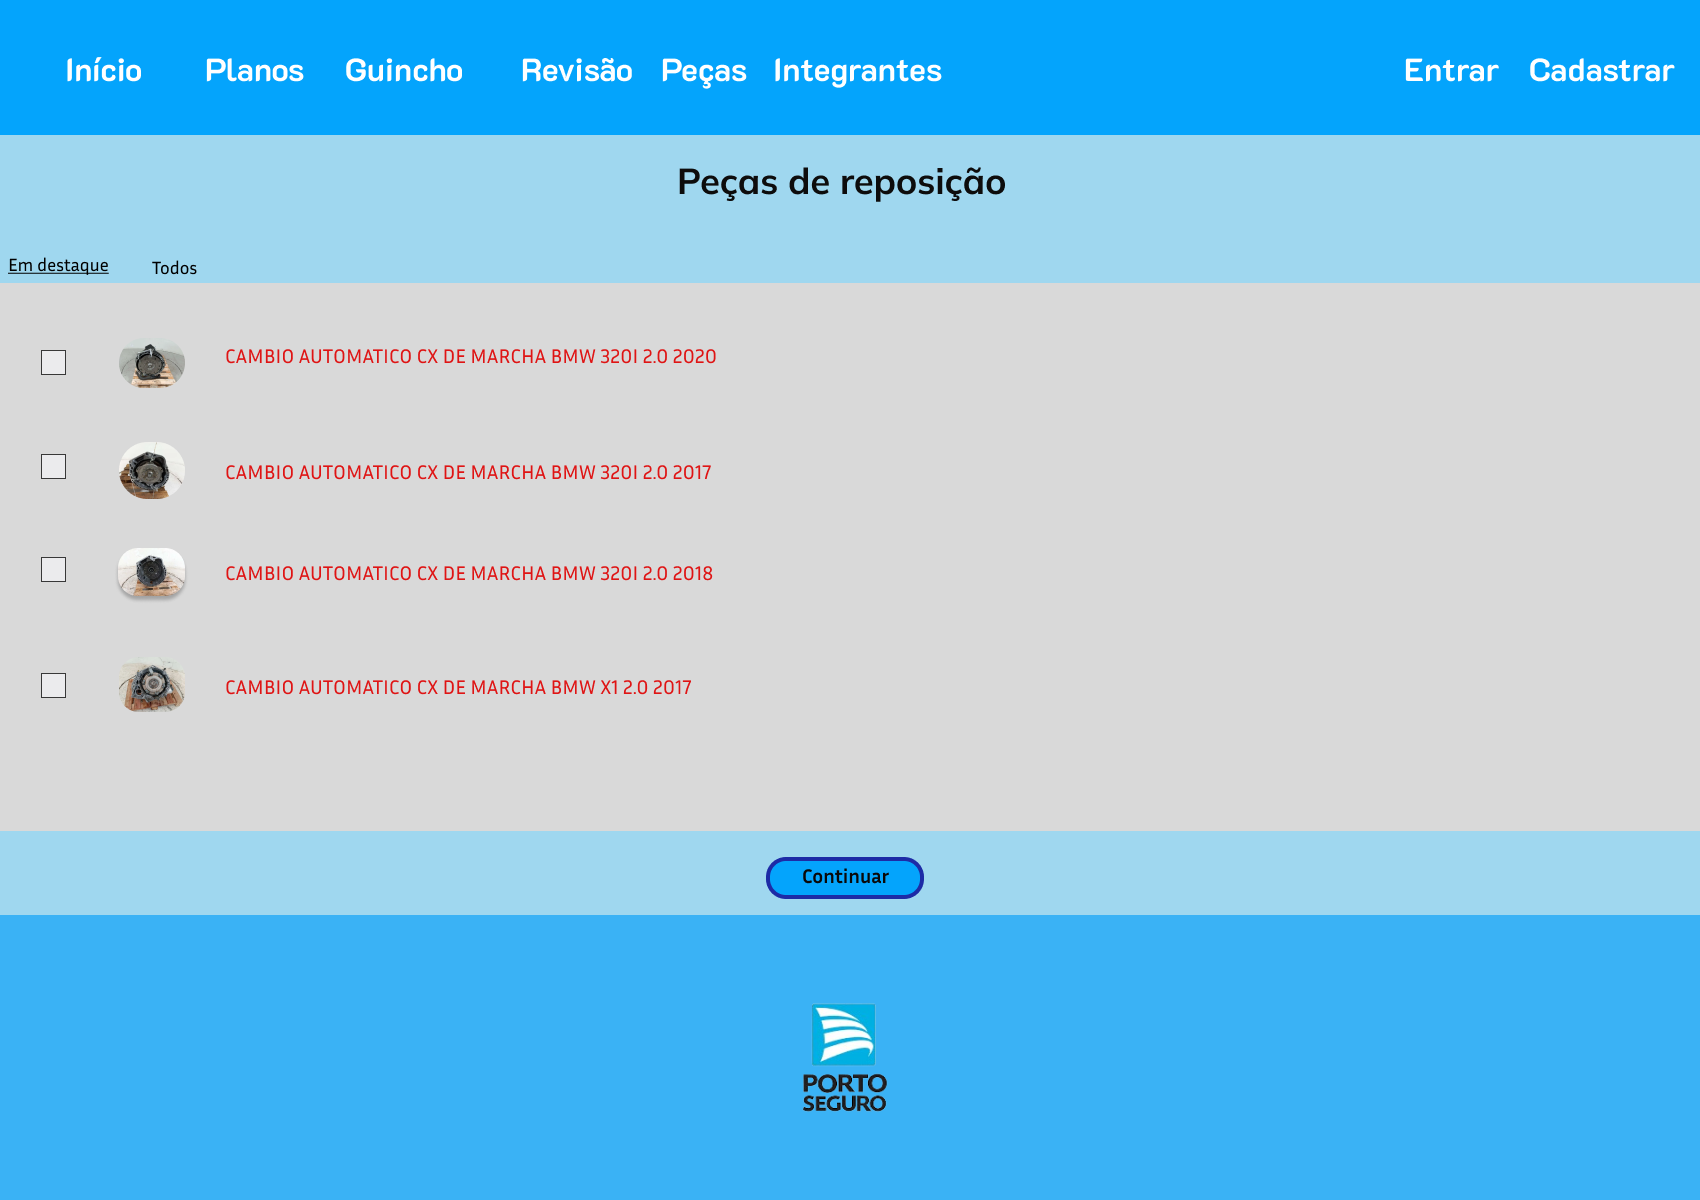 Início Planos Guincho Revisão Peças Integrantes Entrar Cadastrar
Peças de reposição
Em destaque Todos
CAMBIO AUTOMATICO CX DE MARCHA BMW 320I 2.0 2020
CAMBIO AUTOMATICO CX DE MARCHA BMW 320I 2.0 2017
CAMBIO AUTOMATICO CX DE MARCHA BMW 320I 2.0 2018
CAMBIO AUTOMATICO CX DE MARCHA BMW X1 2.0 2017
Continuar
PORTO
SEGURO